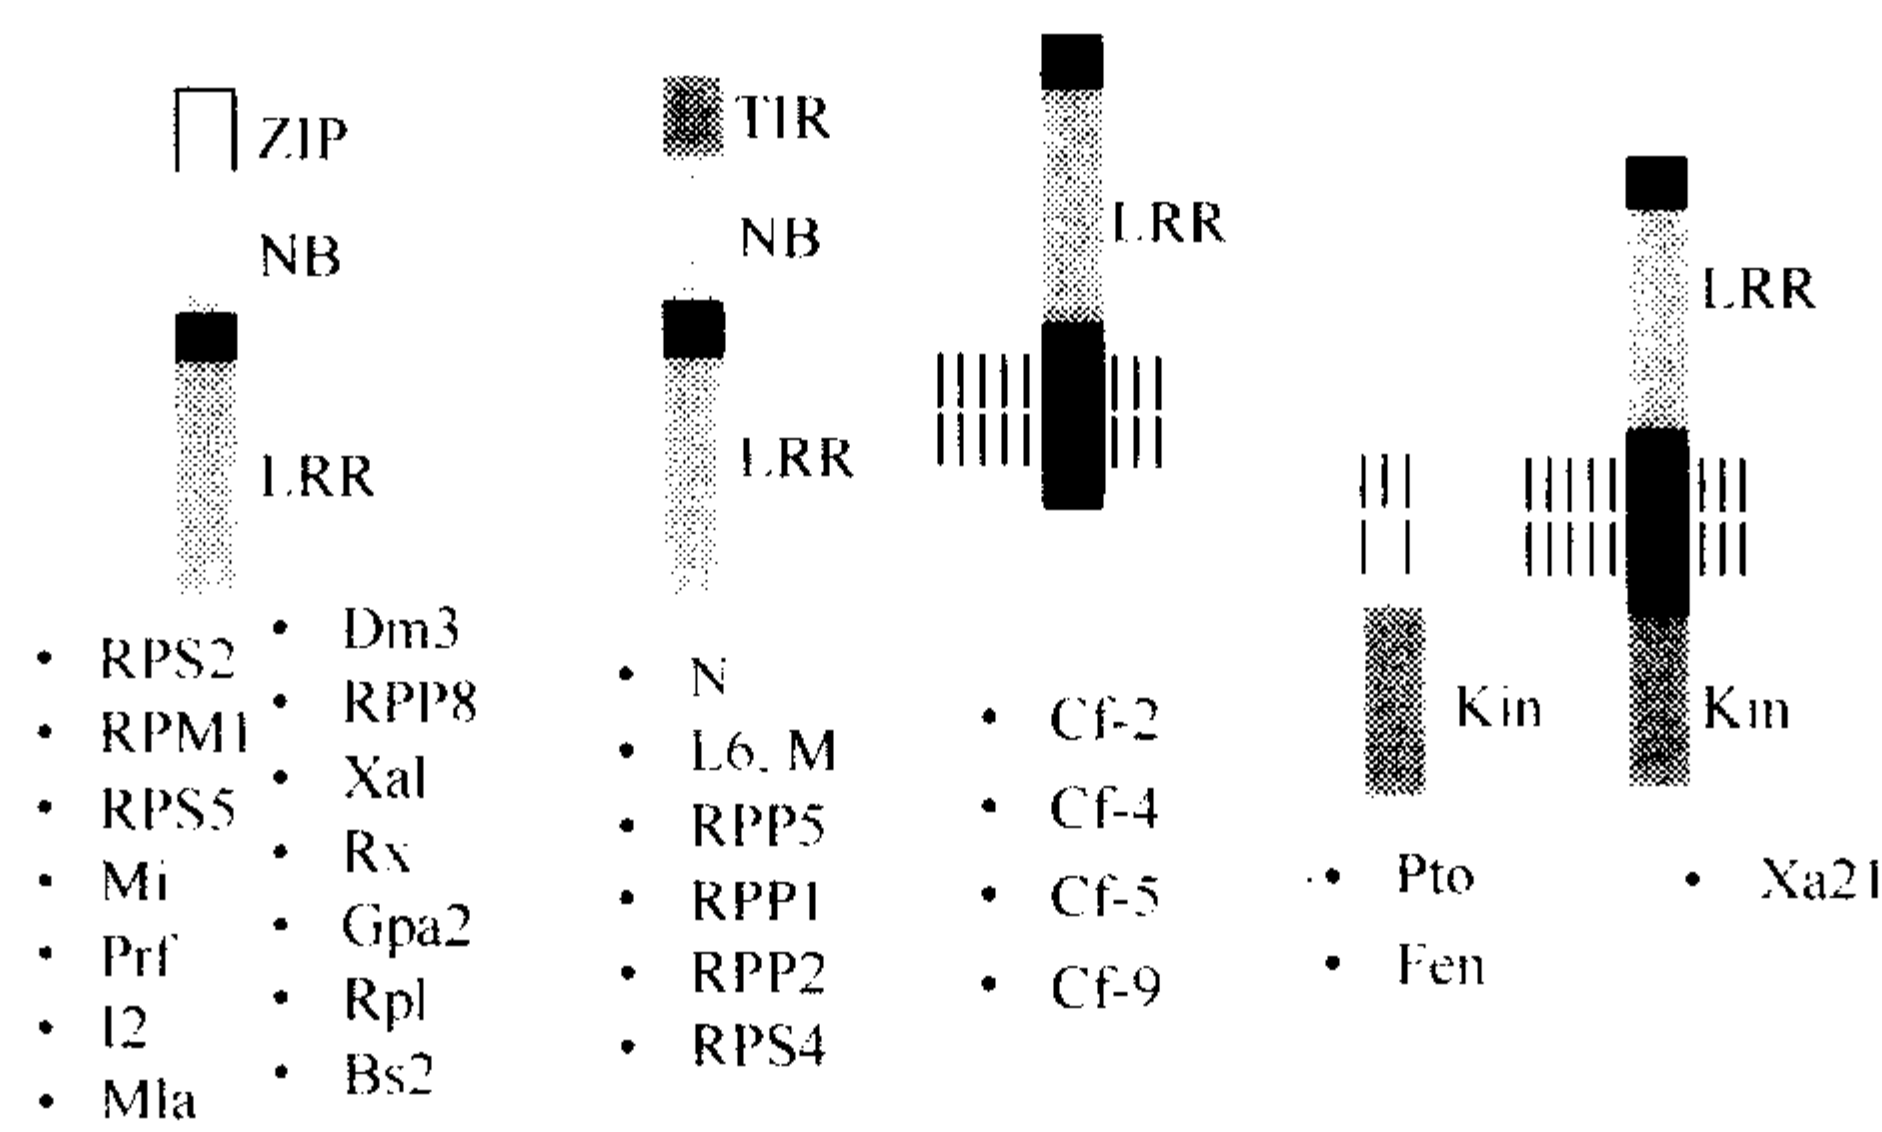 ZIP
NB
LRR
TIR
NB
LRR
LRR
Kin
LRR
Kin
• RPS2
• RPM1
• RPS5
• Mi
• Prf
• I2
• Mla
• Dm3
• RPP8
• Xa1
• Rx
• Gpa2
• Rp1
• Bs2
• N
• L6, M
• RPP5
• RPP1
• RPP2
• RPS4
• Cf-2
• Cf-4
• Cf-5
• Cf-9
• Pto
• Fen
• Xa21